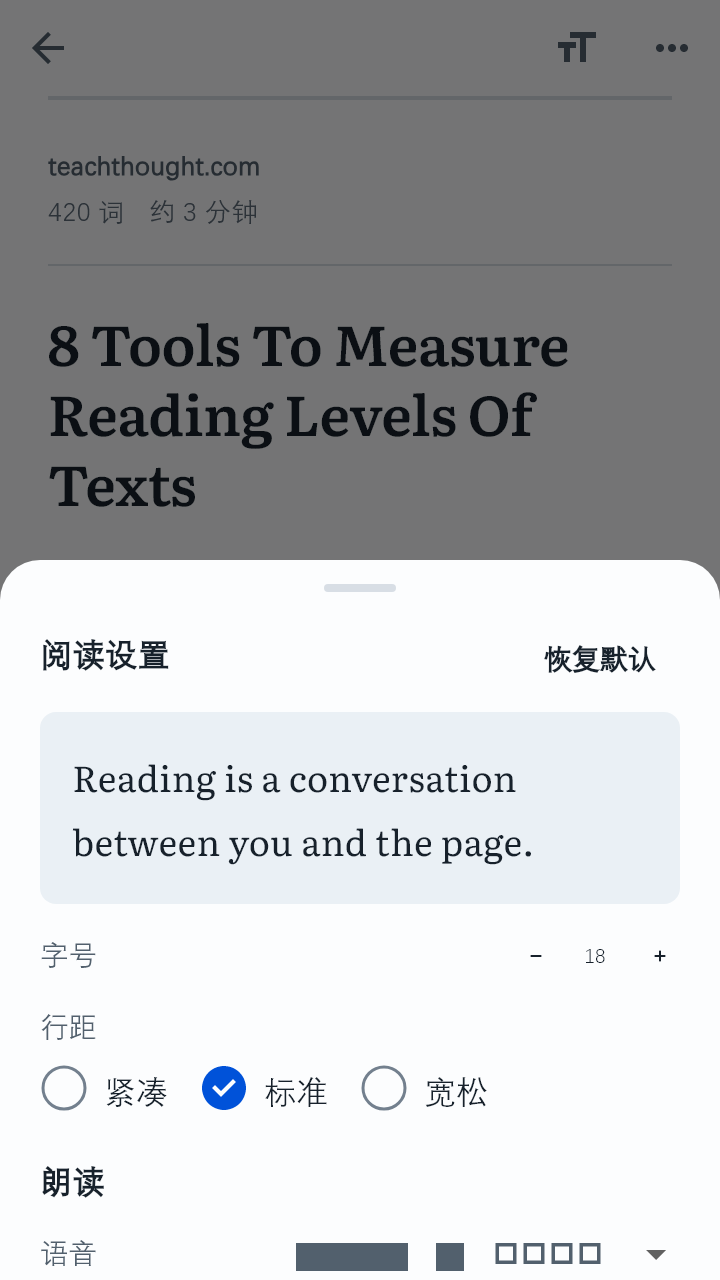 teachthought.com
420 词 约 3 分钟
8 Tools To Measure
Reading Levels Of
Texts
阅读设置
恢复默认
Reading is a conversation
between you and the page.
字号
− 18 +
行距
紧凑 标准 宽松
朗读
语音